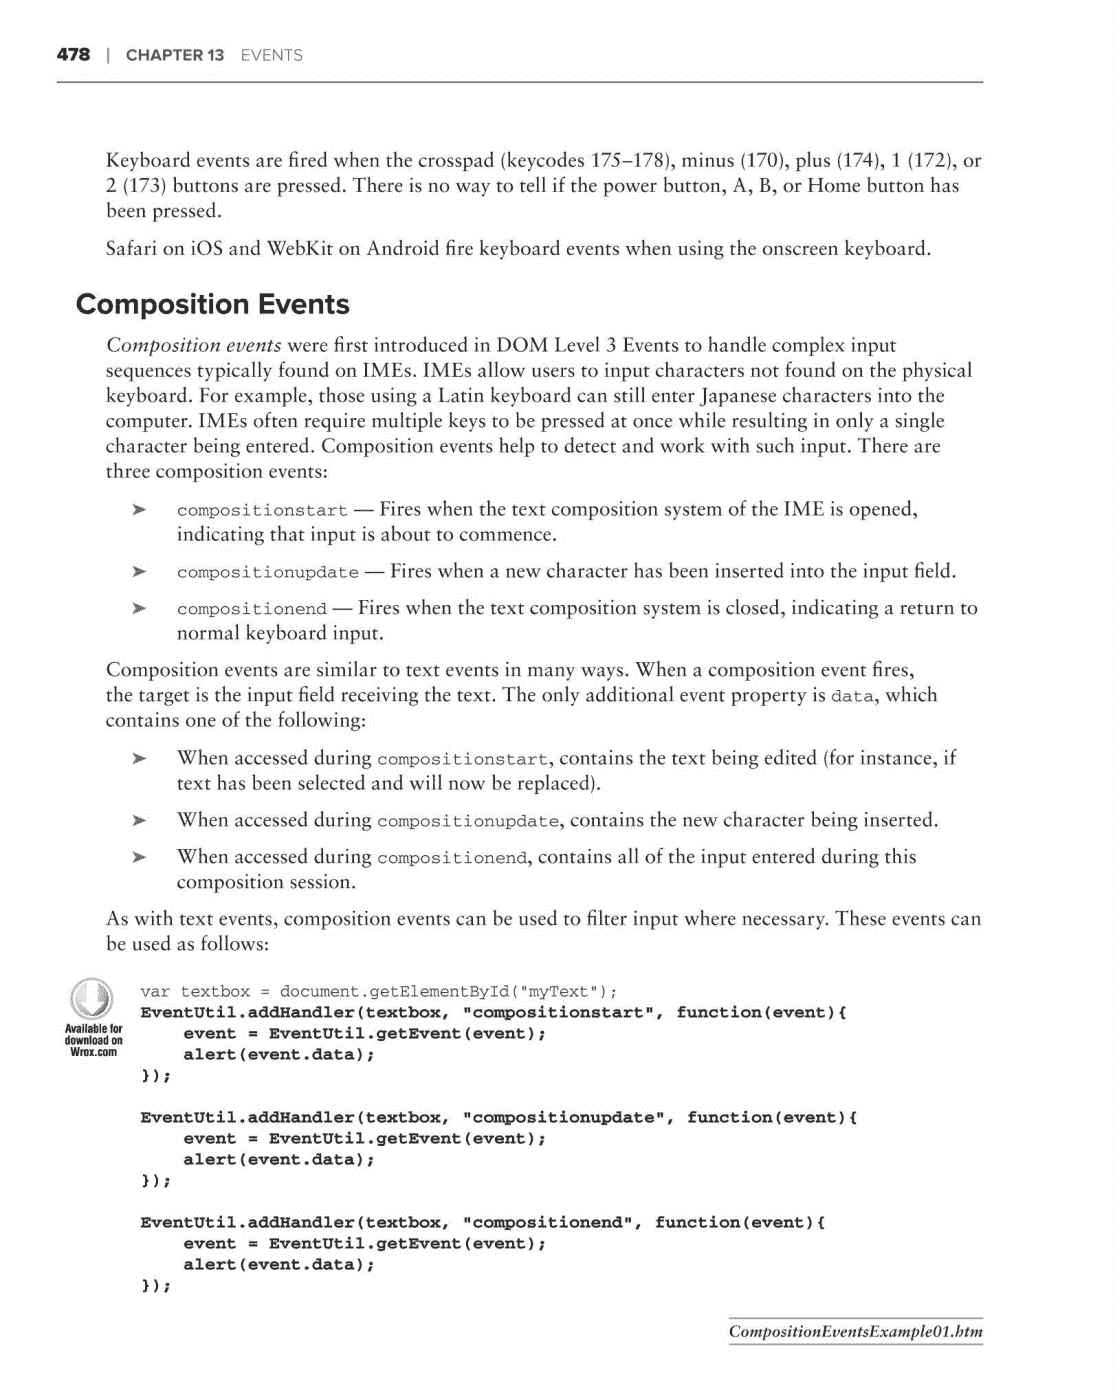 478 | CHAPTER 13 EVENTS
Keyboard events are fired when the crosspad (keycodes 175–178), minus (170), plus (174), 1 (172), or
2 (173) buttons are pressed. There is no way to tell if the power button, A, B, or Home button has
been pressed.
Safari on iOS and WebKit on Android fire keyboard events when using the onscreen keyboard.
Composition Events
Composition events were first introduced in DOM Level 3 Events to handle complex input
sequences typically found on IMEs. IMEs allow users to input characters not found on the physical
keyboard. For example, those using a Latin keyboard can still enter Japanese characters into the
computer. IMEs often require multiple keys to be pressed at once while resulting in only a single
character being entered. Composition events help to detect and work with such input. There are
three composition events:
➤ compositionstart — Fires when the text composition system of the IME is opened,
indicating that input is about to commence.
➤ compositionupdate — Fires when a new character has been inserted into the input field.
➤ compositionend — Fires when the text composition system is closed, indicating a return to
normal keyboard input.
Composition events are similar to text events in many ways. When a composition event fires,
the target is the input field receiving the text. The only additional event property is data, which
contains one of the following:
➤ When accessed during compositionstart, contains the text being edited (for instance, if
text has been selected and will now be replaced).
➤ When accessed during compositionupdate, contains the new character being inserted.
➤ When accessed during compositionend, contains all of the input entered during this
composition session.
As with text events, composition events can be used to filter input where necessary. These events can
be used as follows:
Available for
download on
Wrox.com
var textbox = document.getElementById("myText");
EventUtil.addHandler(textbox, "compositionstart", function(event){
    event = EventUtil.getEvent(event);
    alert(event.data);
});
EventUtil.addHandler(textbox, "compositionupdate", function(event){
    event = EventUtil.getEvent(event);
    alert(event.data);
});
EventUtil.addHandler(textbox, "compositionend", function(event){
    event = EventUtil.getEvent(event);
    alert(event.data);
});
CompositionEventsExample01.htm